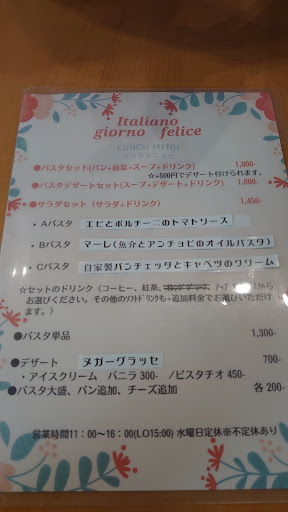 Italiano
giorno felice
LUNCH MENU
ランチメニュー
●パスタセット(パン+前菜+スープ+ドリンク) 1,800-
☆+500円でデザート付けられます。
●パスタデザートセット(スープ+デザート+ドリンク) 1,800-
●サラダセット (サラダ+ドリンク) 1,450-
・ Aパスタ エビとポルチーニのトマトソース
・ Bパスタ マーレ(魚介とアンチョビのオイルパスタ)
・ Cパスタ 自家製パンチェッタとキャベツのクリーム
☆セットのドリンク (コーヒー、紅茶、
お選びください。その他のソフトドリンクも+追加料金でお選びいただけ
ます。)
●パスタ単品 1,300-
●デザート ヌガーグラッセ 700-
・アイスクリーム バニラ 300- /ピスタチオ 450-
●パスタ大盛、パン追加、チーズ追加 各 200-
営業時間11：00～16：00(LO15:00) 水曜日定休※不定休あり